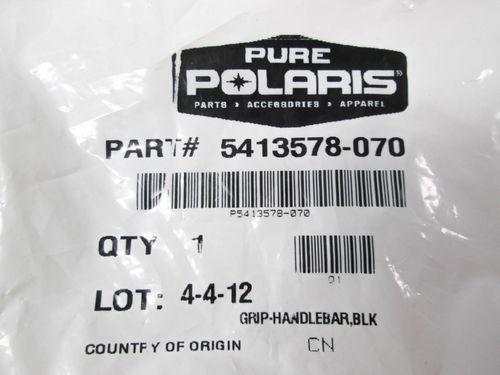 PURE
POLARIS®
PARTS › ACCESSORIES › APPAREL
PART# 5413578-070
P5413578-070
QTY 1
01
LOT: 4-4-12
GRIP-HANDLEBAR,BLK
COUNTRY OF ORIGIN CN